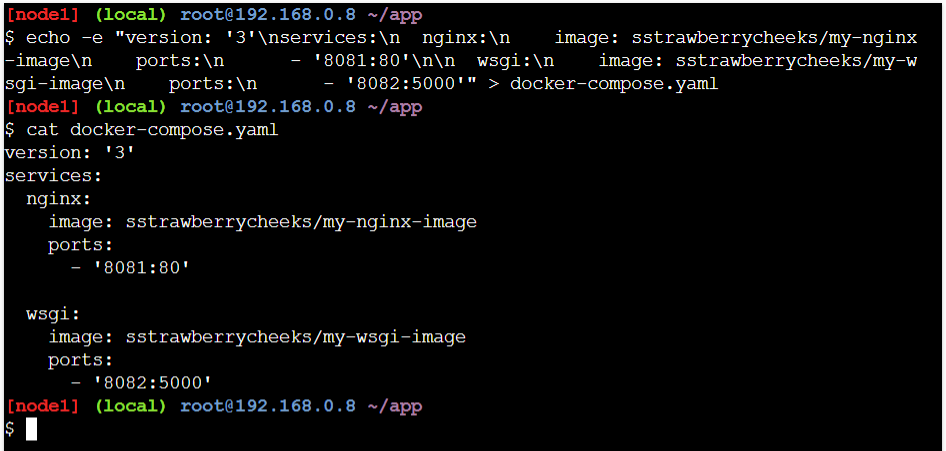 [node1] (local) root@192.168.0.8 ~/app
$ echo -e "version: '3'\nservices:\n  nginx:\n    image: sstrawberrycheeks/my-nginx
-image\n    ports:\n      - '8081:80'\n\n  wsgi:\n    image: sstrawberrycheeks/my-w
sgi-image\n    ports:\n      - '8082:5000'" > docker-compose.yaml
[node1] (local) root@192.168.0.8 ~/app
$ cat docker-compose.yaml
version: '3'
services:
  nginx:
    image: sstrawberrycheeks/my-nginx-image
    ports:
      - '8081:80'

  wsgi:
    image: sstrawberrycheeks/my-wsgi-image
    ports:
      - '8082:5000'
[node1] (local) root@192.168.0.8 ~/app
$